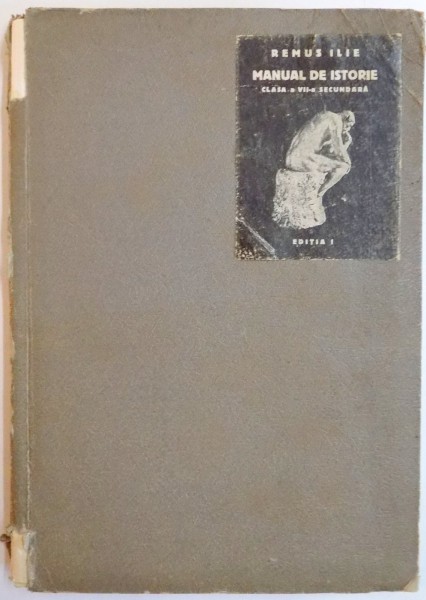 REMUS ILIE
MANUAL DE ISTORIE
CLASA a VII-a SECUNDARĂ
EDIȚIA I